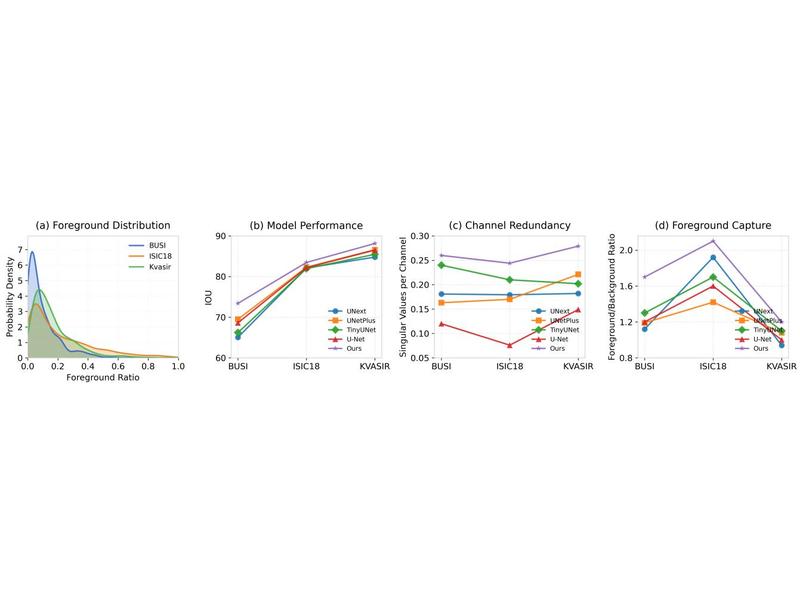 (a) Foreground Distribution
Probability Density
7
6
5
4
3
2
1
0
0.0 0.2 0.4 0.6 0.8 1.0
Foreground Ratio
BUSI
ISIC18
Kvasir
(b) Model Performance
IOU
90
80
70
60
BUSI ISIC18 KVASIR
UNext
UNetPlus
TinyUNet
U-Net
Ours
(c) Channel Redundancy
Singular Values per Channel
0.30
0.25
0.20
0.15
0.10
0.05
BUSI ISIC18 KVASIR
UNext
UNetPlus
TinyUNet
U-Net
Ours
(d) Foreground Capture
Foreground/Background Ratio
2.0
1.6
1.2
0.8
BUSI ISIC18 KVASIR
UNext
UNetPlus
TinyUNet
U-Net
Ours